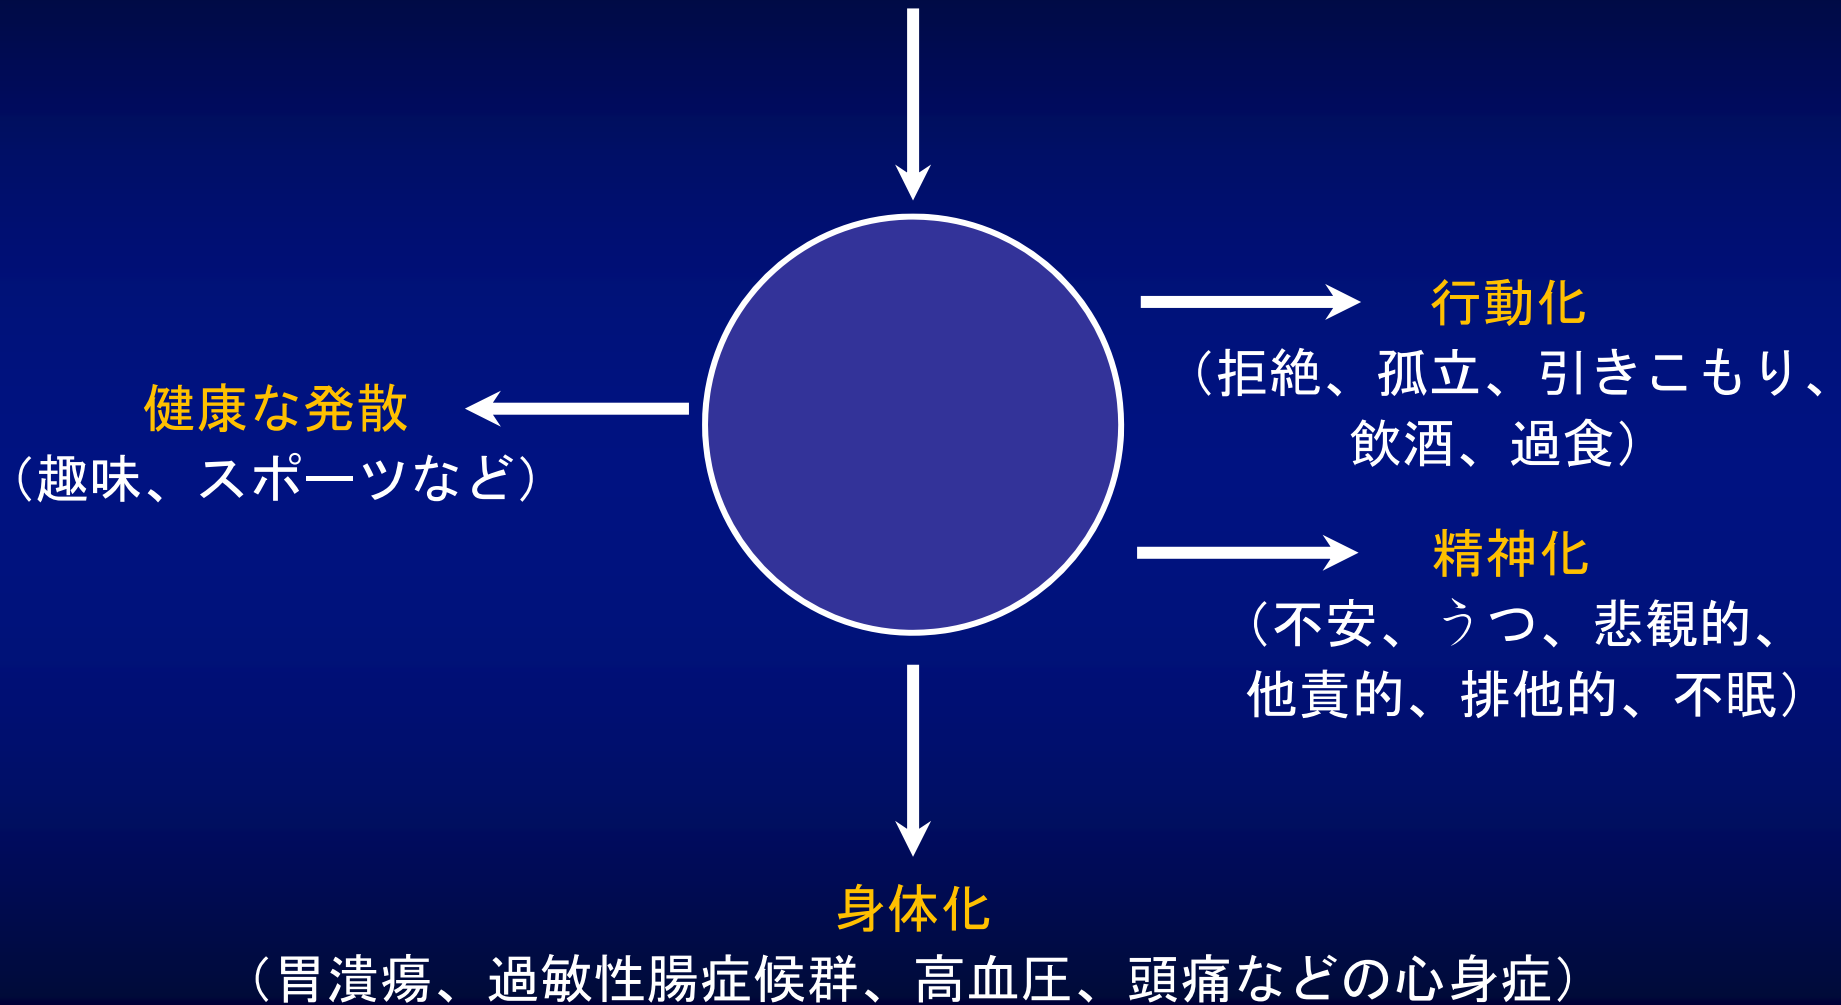 行動化
（拒絶、孤立、引きこもり、
飲酒、過食）
健康な発散
（趣味、スポーツなど）
精神化
（不安、うつ、悲観的、
他責的、排他的、不眠）
身体化
（胃潰瘍、過敏性腸症候群、高血圧、頭痛などの心身症）